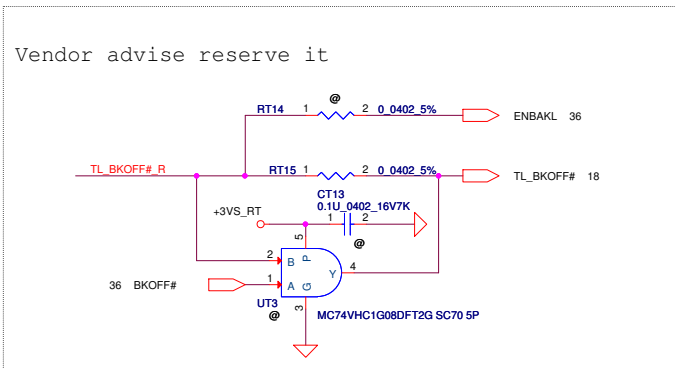 Vendor advise reserve it
@
RT14 1 2 0_0402_5% ENBAKL 36
TL_BKOFF#_R RT15 1 2 0_0402_5% TL_BKOFF# 18
CT13
0.1U_0402_16V7K
+3VS_RT 1 2
@
5
2 B P
Y 4
36 BKOFF# 1 A G
UT3
@
3
MC74VHC1G08DFT2G SC70 5P